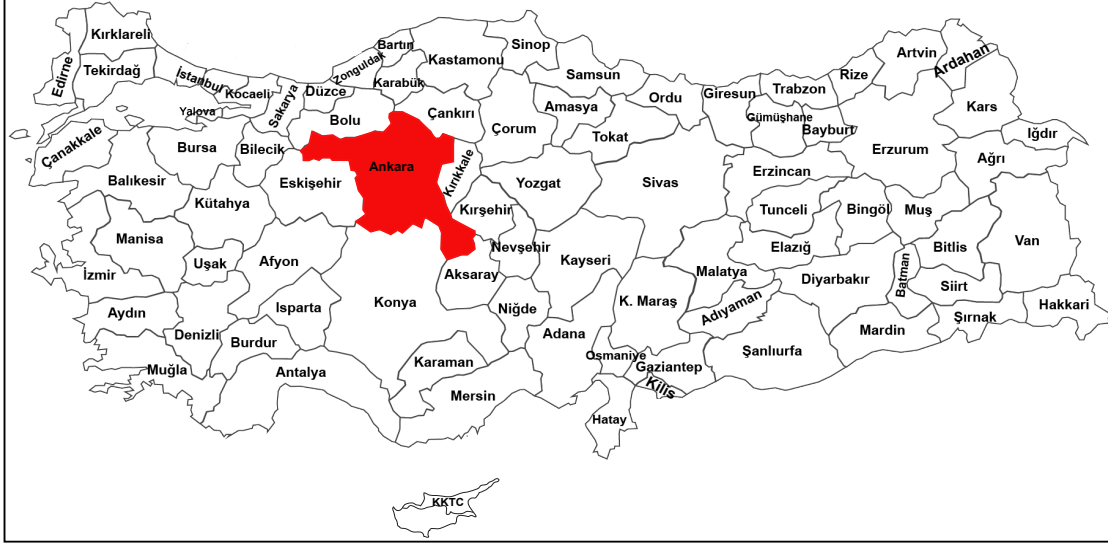 Kırklareli
Edirne
Tekirdağ
İstanbul
Kocaeli
Yalova
Sakarya
Düzce
Zonguldak
Bartın
Karabük
Kastamonu
Sinop
Samsun
Ordu
Giresun
Trabzon
Rize
Artvin
Ardahan
Kars
Iğdır
Çanakkale
Bursa
Bilecik
Bolu
Çankırı
Çorum
Amasya
Tokat
Gümüşhane
Bayburt
Erzurum
Ağrı
Balıkesir
Kütahya
Eskişehir
Ankara
Kırıkkale
Yozgat
Sivas
Erzincan
Tunceli
Bingöl
Muş
Manisa
Uşak
Afyon
Kırşehir
Nevşehir
Kayseri
Elazığ
Bitlis
Van
İzmir
Aydın
Denizli
Isparta
Burdur
Konya
Aksaray
Niğde
K. Maraş
Malatya
Adıyaman
Diyarbakır
Batman
Siirt
Şırnak
Hakkari
Muğla
Antalya
Karaman
Mersin
Adana
Osmaniye
Gaziantep
Kilis
Şanlıurfa
Mardin
Hatay
KKTC